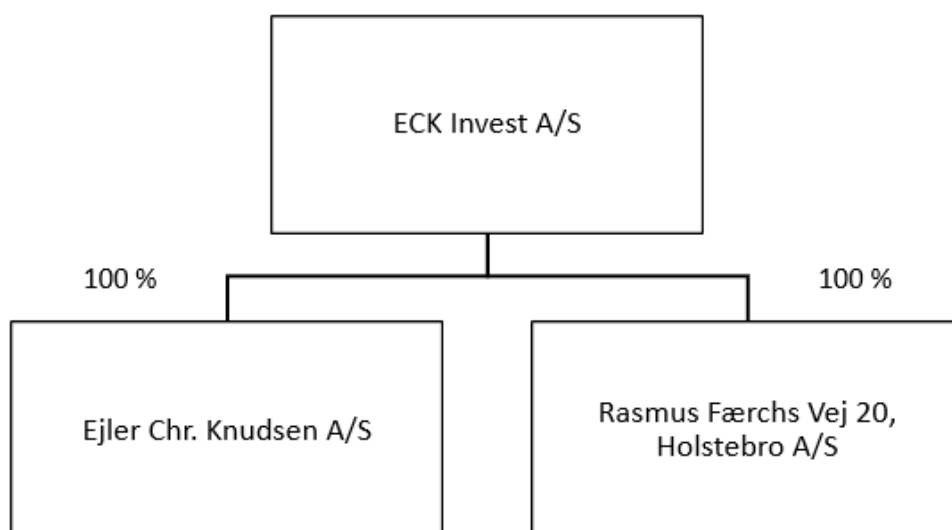 ECK Invest A/S
100 %
100 %
Ejler Chr. Knudsen A/S
Rasmus Færchs Vej 20,
Holstebro A/S